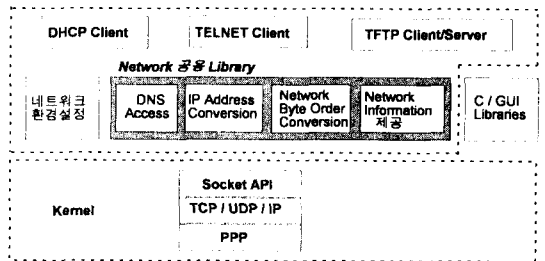 DHCP Client
TELNET Client
TFTP Client/Server
Network 공용 Library
네트워크
환경설정
DNS
Access
IP Address
Conversion
Network
Byte Order
Conversion
Network
Information
제공
C / GUI
Libraries
Kernel
Socket API
TCP / UDP / IP
PPP